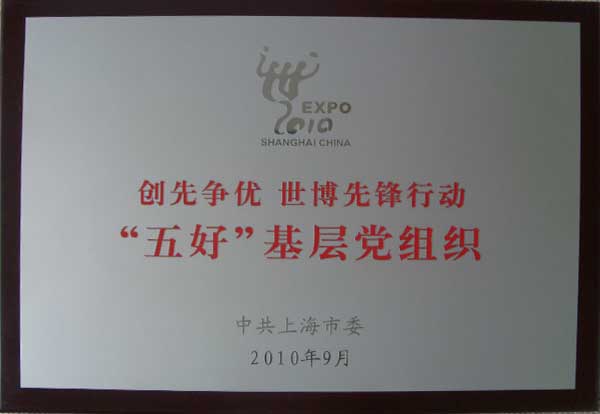 EXPO
2010
SHANGHAI CHINA
创先争优 世博先锋行动
“五好”基层党组织
中共上海市委
2010年9月